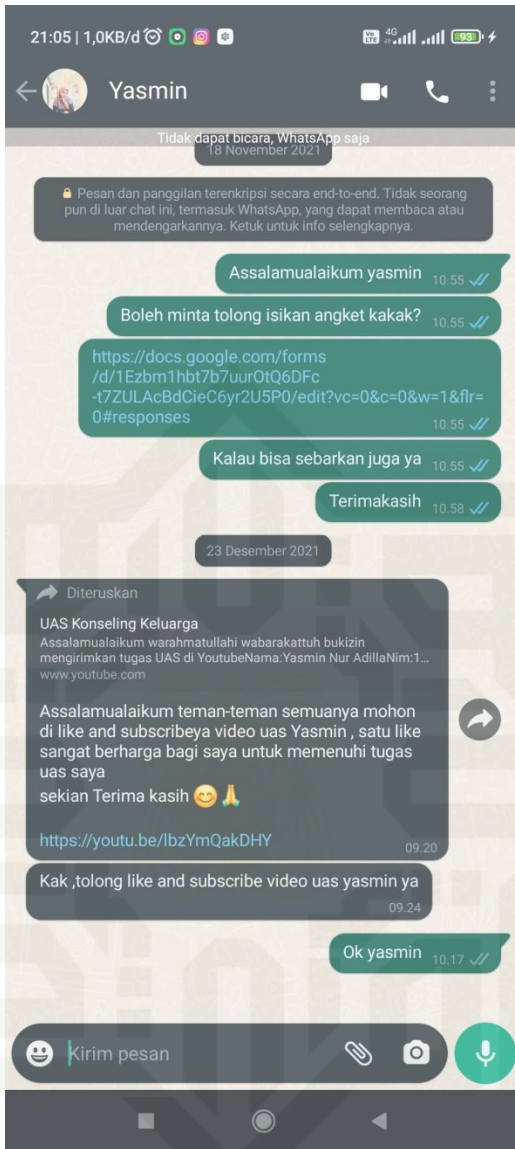 21:05 | 1,0KB/d
Vo LTE 4G 93
Yasmin
Tidak dapat bicara, WhatsApp saja
18 November 2021
Pesan dan panggilan terenkripsi secara end-to-end. Tidak seorang
pun di luar chat ini, termasuk WhatsApp, yang dapat membaca atau
mendengarkannya. Ketuk untuk info selengkapnya.
Assalamualaikum yasmin 10.55
Boleh minta tolong isikan angket kakak? 10.55
https://docs.google.com/forms
/d/1Ezbm1hbt7b7uurOtQ6DFc
-t7ZULAcBdCieC6yr2U5P0/edit?vc=0&c=0&w=1&flr=
0#responses
10.55
Kalau bisa sebarkan juga ya 10.55
Terimakasih 10.58
23 Desember 2021
Diteruskan
UAS Konseling Keluarga
Assalamualaikum warahmatullahi wabarakattuh bukizin
mengirimkan tugas UAS di YoutubeNama:Yasmin Nur AdillaNim:1...
www.youtube.com
Assalamualaikum teman-teman semuanya mohon
di like and subscribeya video uas Yasmin , satu like
sangat berharga bagi saya untuk memenuhi tugas
uas saya
sekian Terima kasih 😊🙏
https://youtu.be/lbzYmQakDHY
09.20
Kak ,tolong like and subscribe video uas yasmin ya
09.24
Ok yasmin 10.17
Kirim pesan